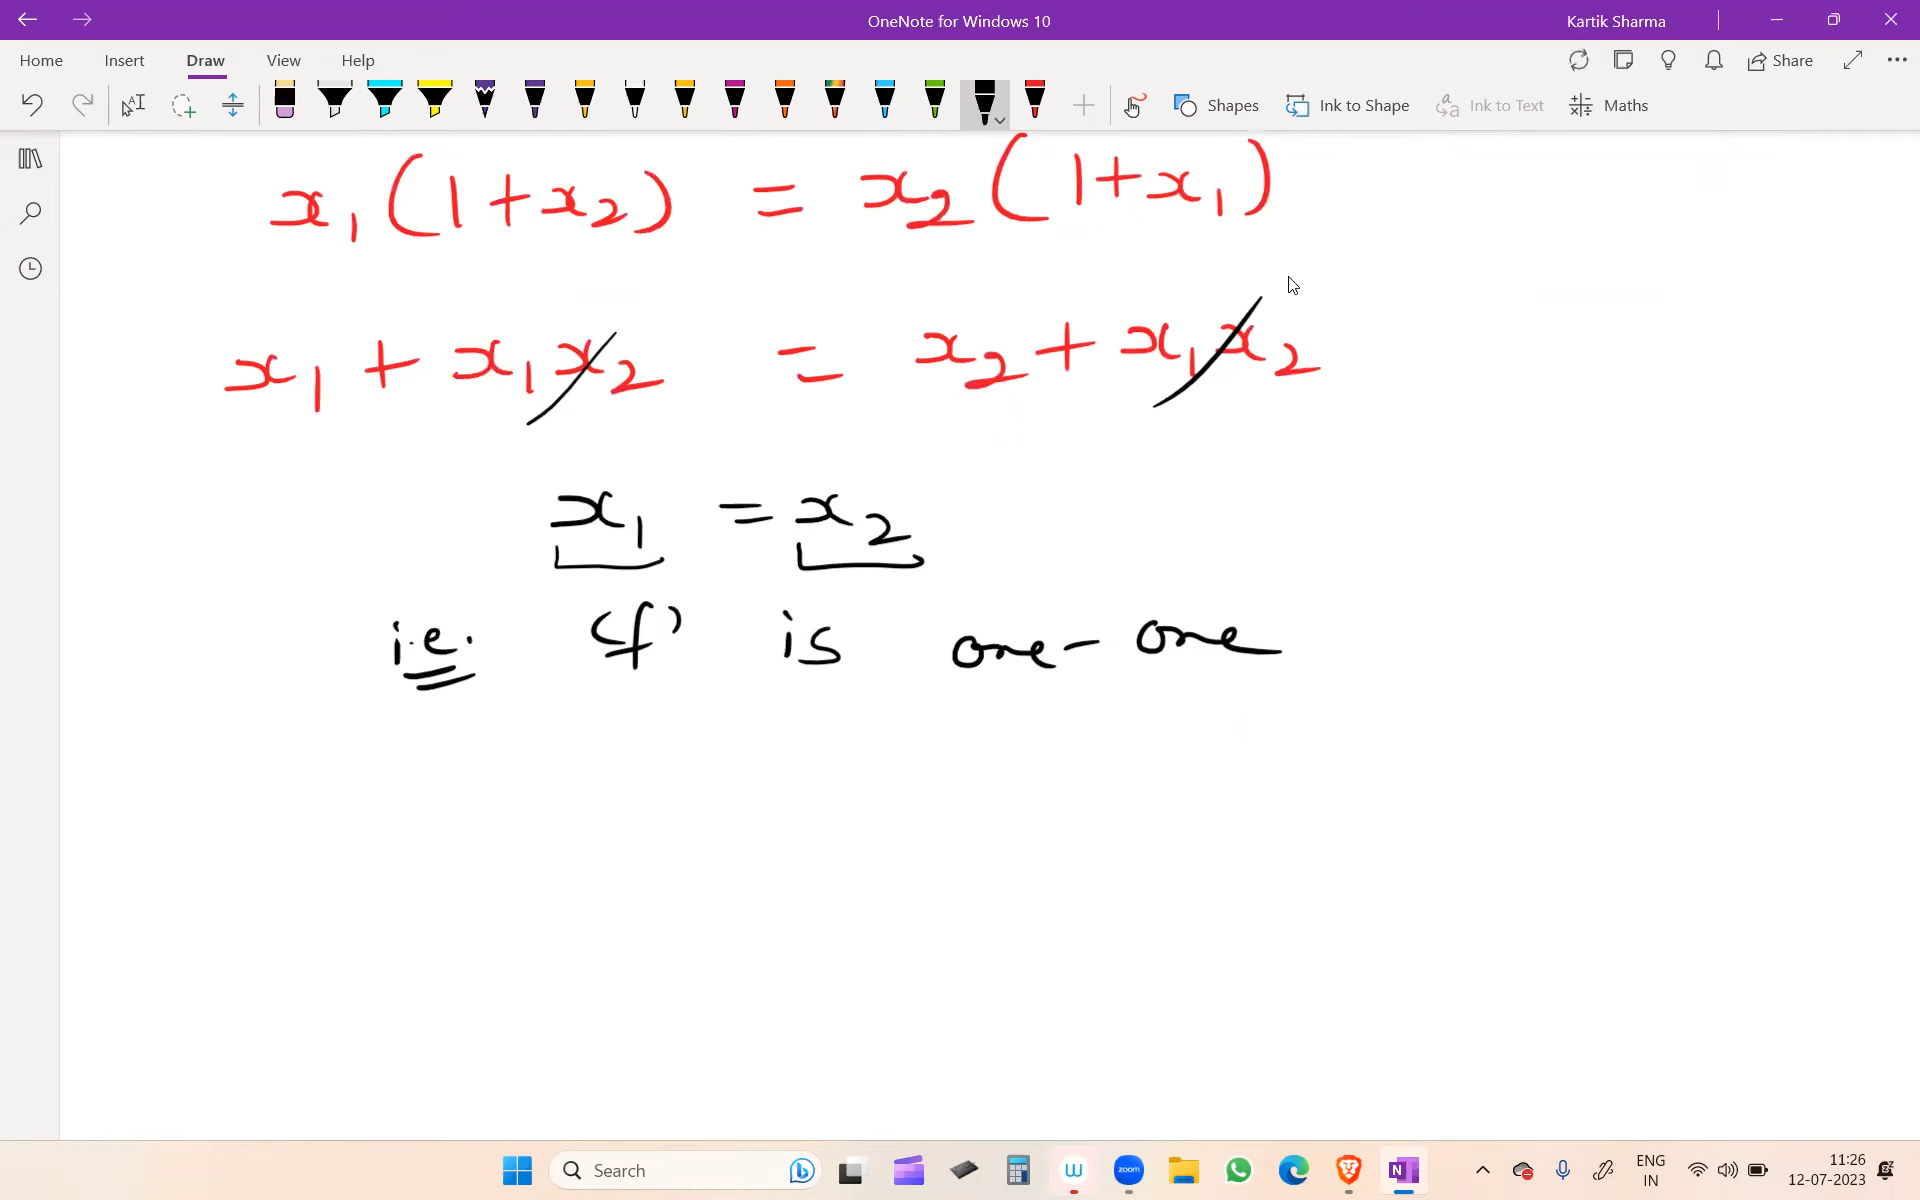 OneNote for Windows 10
Kartik Sharma
Home Insert Draw View Help
Share
Shapes Ink to Shape Ink to Text Maths
x₁(1+x₂) = x₂(1+x₁)
x₁ + x₁x₂ = x₂ + x₁x₂
x₁ = x₂
i.e. 'f' is one-one
Search
zoom
ENG
IN
11:26
12-07-2023